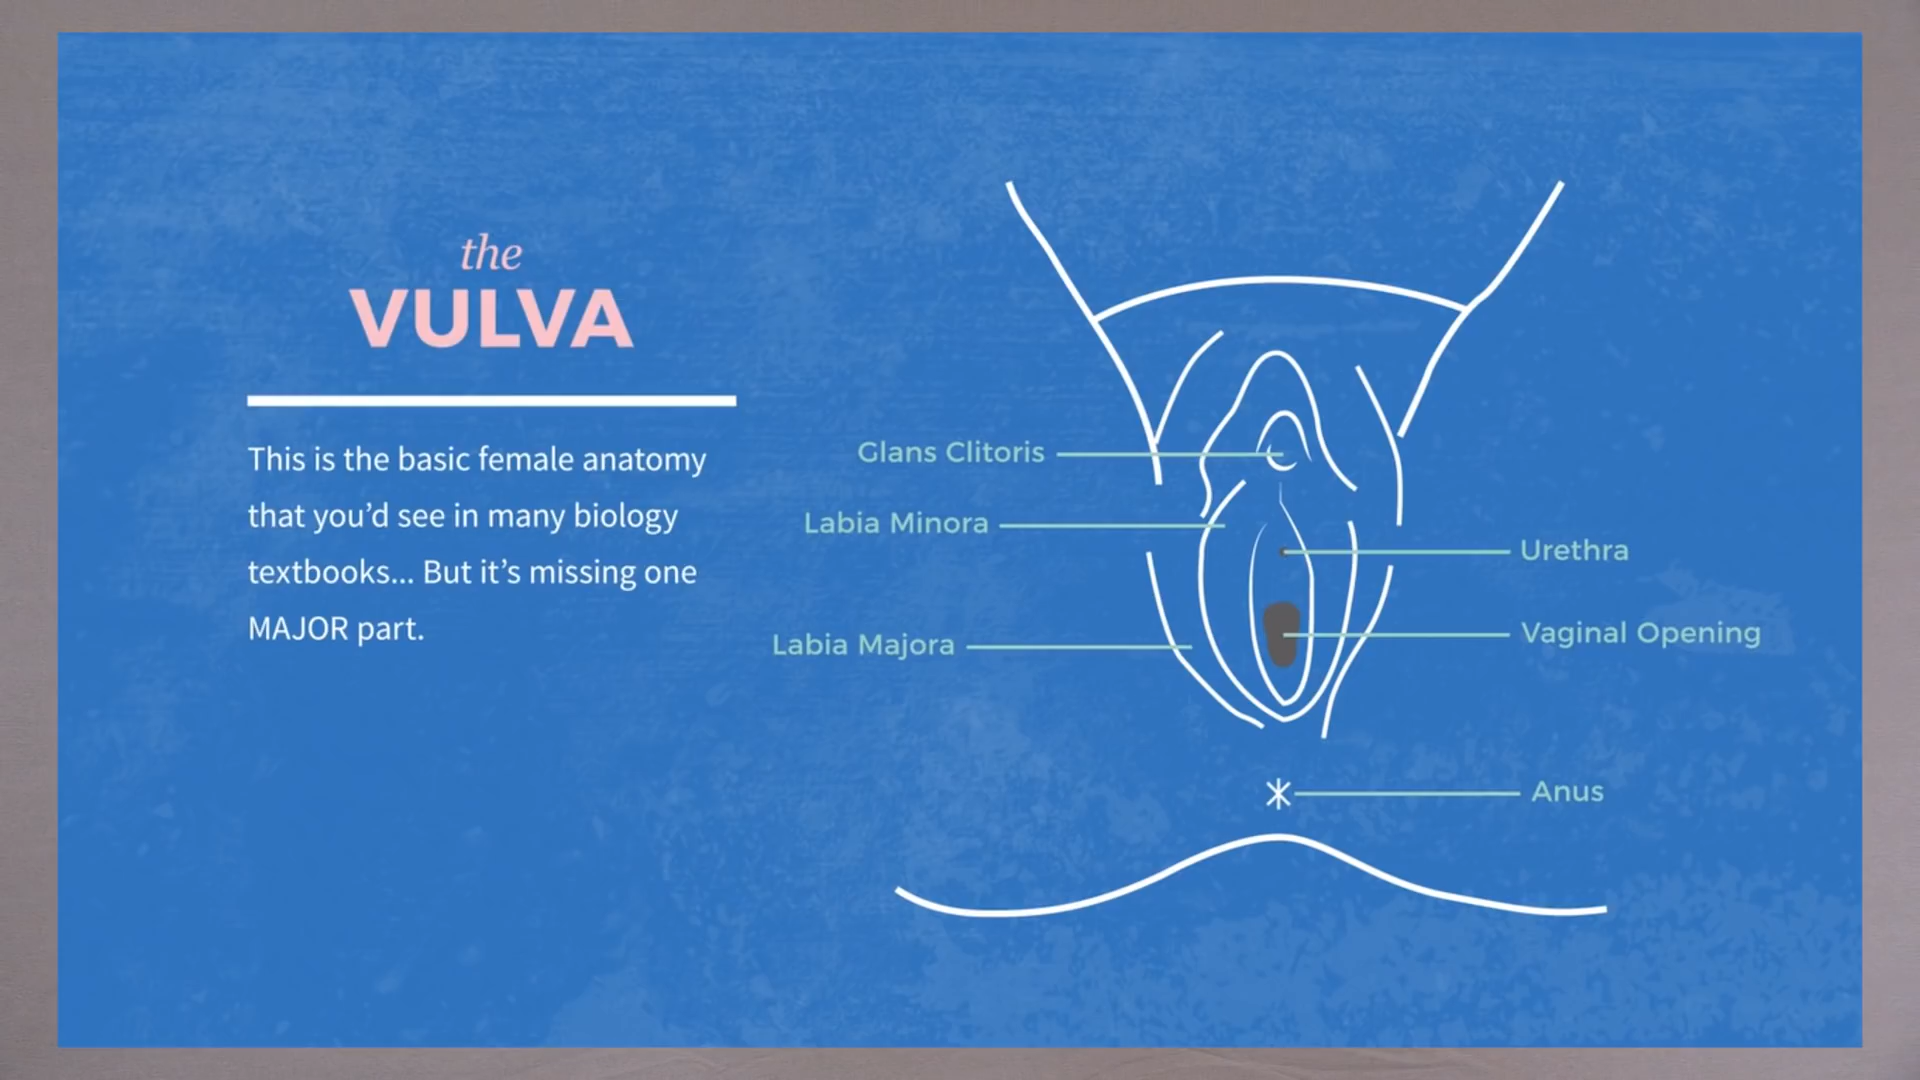 the
VULVA
This is the basic female anatomy
that you’d see in many biology
textbooks... But it’s missing one
MAJOR part.
Glans Clitoris
Labia Minora
Labia Majora
Urethra
Vaginal Opening
Anus